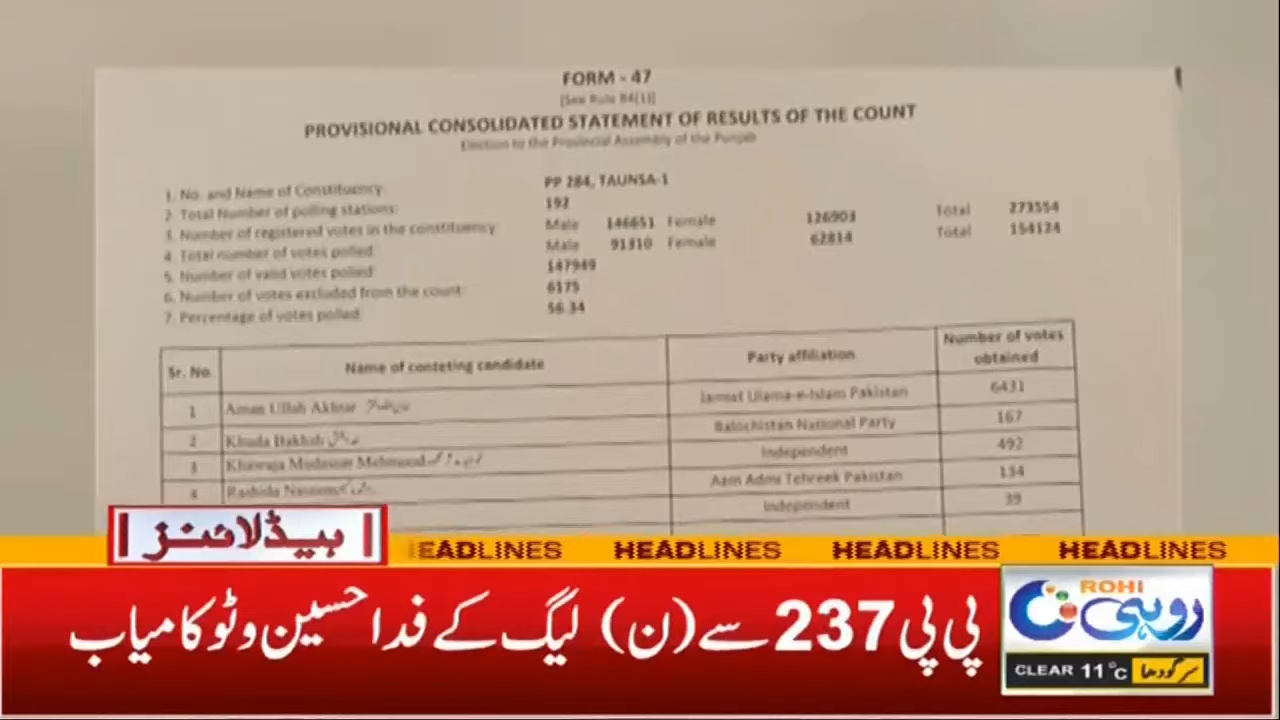 FORM - 47
[See Rule 84(1)]
PROVISIONAL CONSOLIDATED STATEMENT OF RESULTS OF THE COUNT
Election to the Provincial Assembly of the Punjab
1. No. and Name of Constituency: PP 284, TAUNSA-1
2. Total Number of polling stations: 192
3. Number of registered votes in the constituency Male 146651 Female 126903 Total 273554
4. Total number of votes polled Male 91310 Female 62814 Total 154124
5. Number of valid votes polled 147949
6. Number of votes excluded from the count: 6175
7. Percentage of votes polled 56.34
Sr. No. Name of conteting candidate Party affiliation Number of votes obtained
1 Aman Ullah Akhtar Jamiat Ulama-e-Islam Pakistan 6431
2 Khuda Bakhsh Balochistan National Party 167
3 Khawaja Mudassar Mehmood Independent 492
4 Rashida Aam Admi Tehreek Pakistan 134
Independent 39
ہیڈلائنز
EADLINES HEADLINES HEADLINES HEADLINES
پی پی 237 سے (ن) لیگ کے فدا حسین وٹو کامیاب
ROHI
روہی
CLEAR 11°C سرگودھا